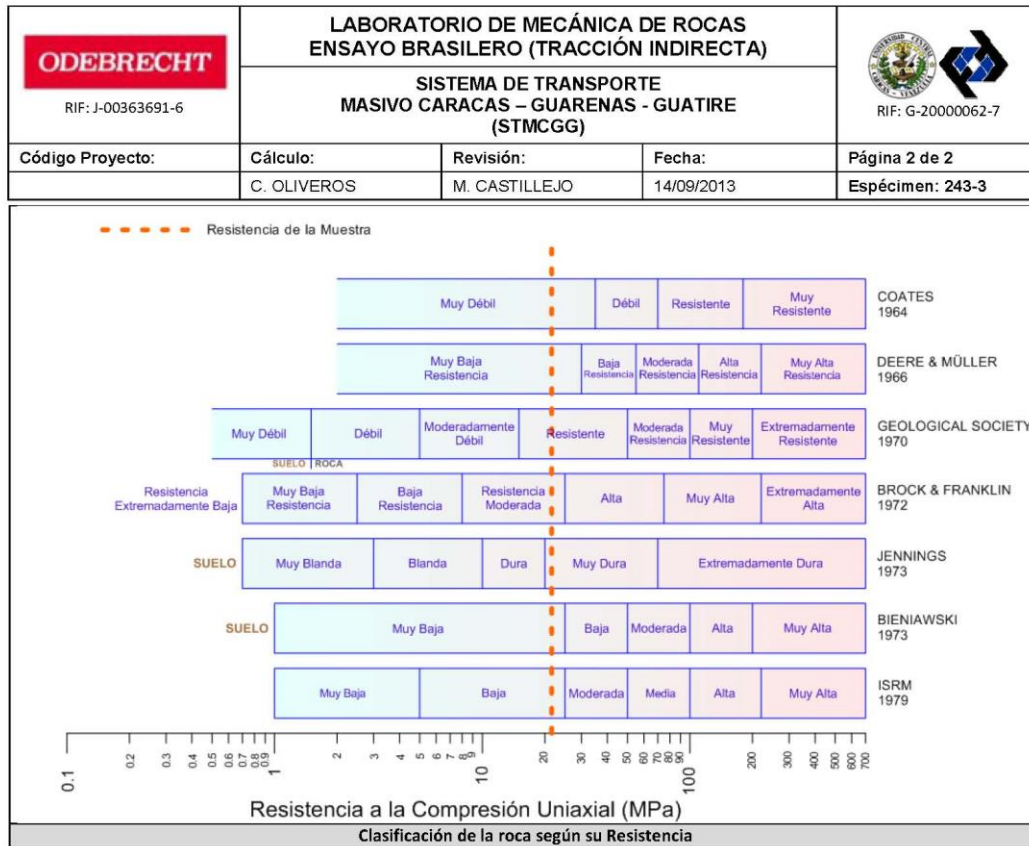 ODEBRECHT
RIF: J-00363691-6
LABORATORIO DE MECÁNICA DE ROCAS
ENSAYO BRASILERO (TRACCIÓN INDIRECTA)
SISTEMA DE TRANSPORTE
MASIVO CARACAS – GUARENAS - GUATIRE
(STMCGG)
RIF: G-20000062-7
Código Proyecto:
Cálculo:
Revisión:
Fecha:
Página 2 de 2
C. OLIVEROS
M. CASTILLEJO
14/09/2013
Espécimen: 243-3
Resistencia de la Muestra
Muy Débil
Débil
Resistente
Muy
Resistente
COATES
1964
Muy Baja
Resistencia
Baja
Resistencia
Moderada
Resistencia
Alta
Resistencia
Muy Alta
Resistencia
DEERE & MÜLLER
1966
Muy Débil
Débil
Moderadamente
Débil
Resistente
Moderada
Resistencia
Muy
Resistente
Extremadamente
Resistente
GEOLOGICAL SOCIETY
1970
SUELO
ROCA
Resistencia
Extremadamente Baja
Muy Baja
Resistencia
Baja
Resistencia
Resistencia
Moderada
Alta
Muy Alta
Extremadamente
Alta
BROCK & FRANKLIN
1972
SUELO
Muy Blanda
Blanda
Dura
Muy Dura
Extremadamente Dura
JENNINGS
1973
SUELO
Muy Baja
Baja
Moderada
Alta
Muy Alta
BIENIAWSKI
1973
Muy Baja
Baja
Moderada
Media
Alta
Muy Alta
ISRM
1979
0.1
0.2
0.3
0.4
0.5
0.6
0.7
0.8
0.9
1
2
3
4
5
6
7
8
9
10
20
30
40
50
60
70
80
90
100
200
300
400
500
600
700
Resistencia a la Compresión Uniaxial (MPa)
Clasificación de la roca según su Resistencia